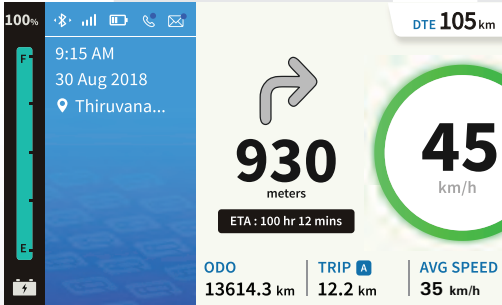 100%
F
E
9:15 AM
30 Aug 2018
Thiruvana...
DTE 105 km
930
meters
ETA : 100 hr 12 mins
45
km/h
ODO
13614.3 km
TRIP A
12.2 km
AVG SPEED
35 km/h